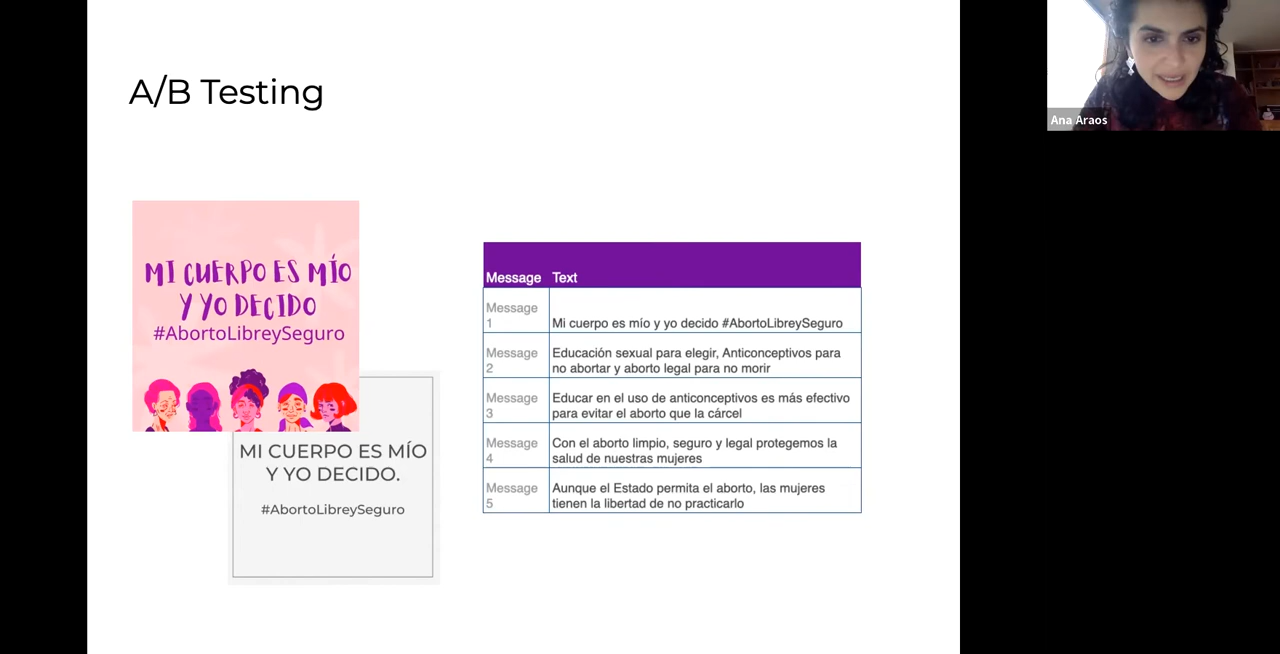 A/B Testing
Ana Araos
MI CUERPO ES MÍO
Y YO DECIDO
#AbortoLibreySeguro
MI CUERPO ES MÍO
Y YO DECIDO.
#AbortoLibreySeguro
Message Text
Message 1 Mi cuerpo es mío y yo decido #AbortoLibreySeguro
Message 2 Educación sexual para elegir, Anticonceptivos para
no abortar y aborto legal para no morir
Message 3 Educar en el uso de anticonceptivos es más efectivo
para evitar el aborto que la cárcel
Message 4 Con el aborto limpio, seguro y legal protegemos la
salud de nuestras mujeres
Message 5 Aunque el Estado permita el aborto, las mujeres
tienen la libertad de no practicarlo